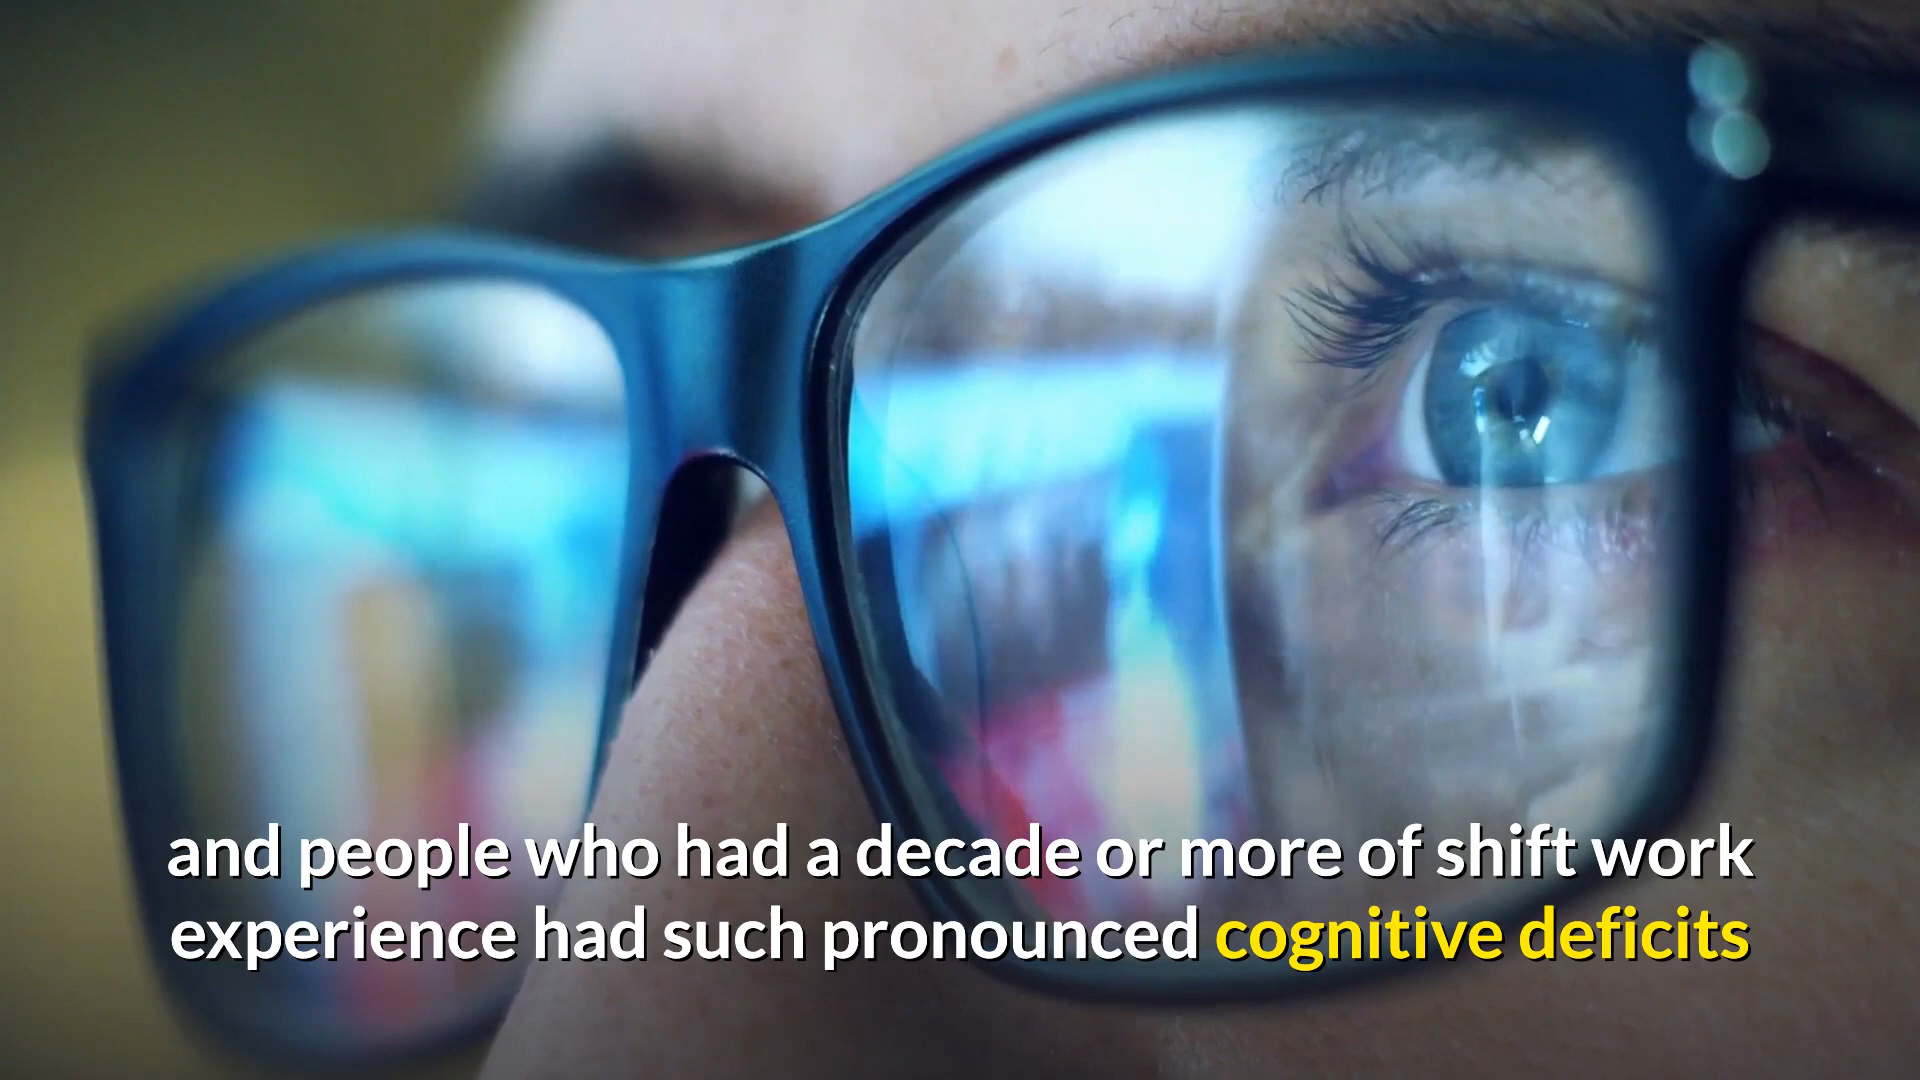 and people who had a decade or more of shift work
experience had such pronounced cognitive deficits